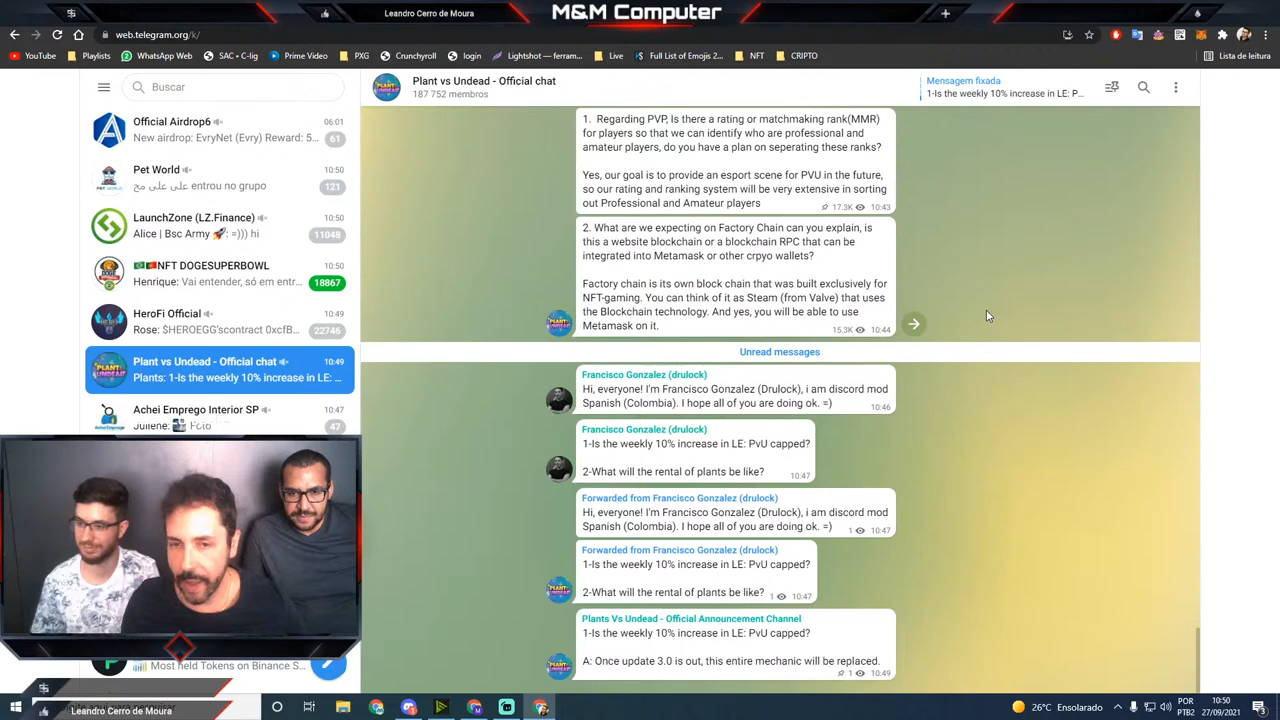 Leandro Cerro de Moura
M&M Computer
web.telegram.org/k/
YouTube
Playlists
WhatsApp Web
SAC • C-lig
Prime Video
PXG
Crunchyroll
login
Lightshot — ferram...
Live
Full List of Emojis 2...
NFT
CRIPTO
Lista de leitura
Buscar
Plant vs Undead - Official chat
187 752 membros
Mensagem fixada
1-Is the weekly 10% increase in LE: P...
Official Airdrop6
06:01
New airdrop: EvryNet (Evry) Reward: 5...
61
Pet World
10:50
على على مح entrou no grupo
121
LaunchZone (LZ.Finance)
10:50
Alice | Bsc Army 🚀: =))) hi
11048
🇧🇷🇵🇹NFT DOGESUPERBOWL
10:50
Henrique: Vai entender, só em entr...
18867
HeroFi Official
10:49
Rose: $HEROEGG'scontract 0xcfB...
22746
Plant vs Undead - Official chat
10:49
Plants: 1-Is the weekly 10% increase in LE: ...
Achei Emprego Interior SP
10:47
Juliene: Foto
47
Most held Tokens on Binance S...
1. Regarding PVP, Is there a rating or matchmaking rank(MMR)
for players so that we can identify who are professional and
amateur players, do you have a plan on seperating these ranks?
Yes, our goal is to provide an esport scene for PVU in the future,
so our rating and ranking system will be very extensive in sorting
out Professional and Amateur players
17.3K 10:43
2. What are we expecting on Factory Chain can you explain, is
this a website blockchain or a blockchain RPC that can be
integrated into Metamask or other crpyo wallets?
Factory chain is its own block chain that was built exclusively for
NFT-gaming. You can think of it as Steam (from Valve) that uses
the Blockchain technology. And yes, you will be able to use
Metamask on it.
15.3K 10:44
Unread messages
Francisco Gonzalez (drulock)
Hi, everyone! I'm Francisco Gonzalez (Drulock), i am discord mod
Spanish (Colombia). I hope all of you are doing ok. =)
10:46
Francisco Gonzalez (drulock)
1-Is the weekly 10% increase in LE: PvU capped?
2-What will the rental of plants be like?
10:47
Forwarded from Francisco Gonzalez (drulock)
Hi, everyone! I'm Francisco Gonzalez (Drulock), i am discord mod
Spanish (Colombia). I hope all of you are doing ok. =)
1 10:47
Forwarded from Francisco Gonzalez (drulock)
1-Is the weekly 10% increase in LE: PvU capped?
2-What will the rental of plants be like?
1 10:47
Plants Vs Undead - Official Announcement Channel
1-Is the weekly 10% increase in LE: PvU capped?
A: Once update 3.0 is out, this entire mechanic will be replaced.
1 10:49
Leandro Cerro de Moura
26°C Ensolarado
POR
PTB2
10:50
27/09/2021